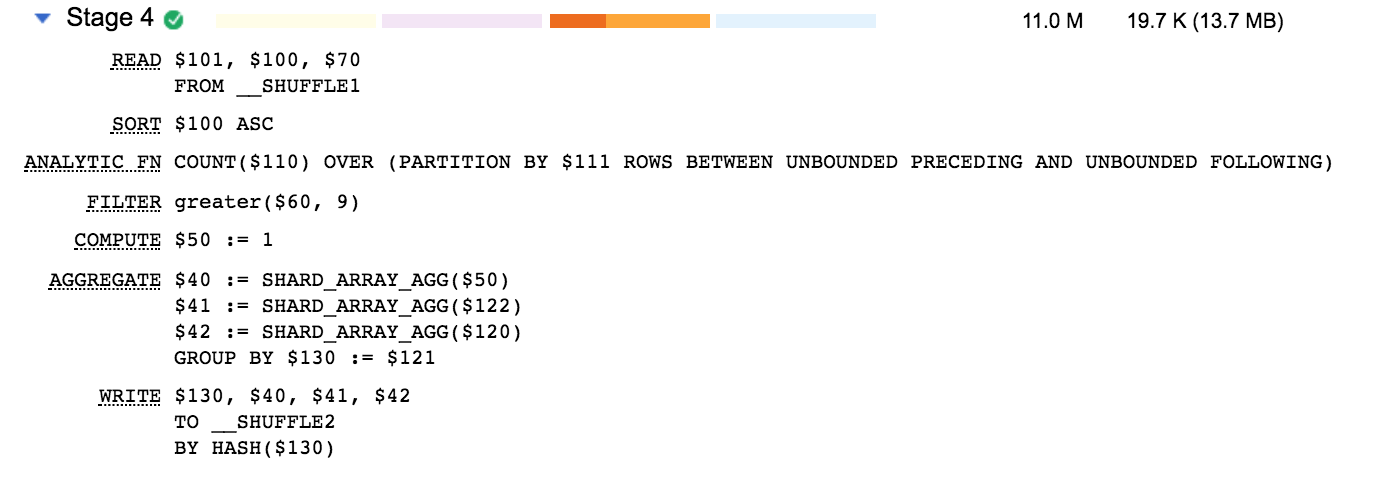 Stage 4 11.0 M 19.7 K (13.7 MB)
READ $101, $100, $70
FROM __SHUFFLE1
SORT $100 ASC
ANALYTIC FN COUNT($110) OVER (PARTITION BY $111 ROWS BETWEEN UNBOUNDED PRECEDING AND UNBOUNDED FOLLOWING)
FILTER greater($60, 9)
COMPUTE $50 := 1
AGGREGATE $40 := SHARD_ARRAY_AGG($50)
$41 := SHARD_ARRAY_AGG($122)
$42 := SHARD_ARRAY_AGG($120)
GROUP BY $130 := $121
WRITE $130, $40, $41, $42
TO __SHUFFLE2
BY HASH($130)